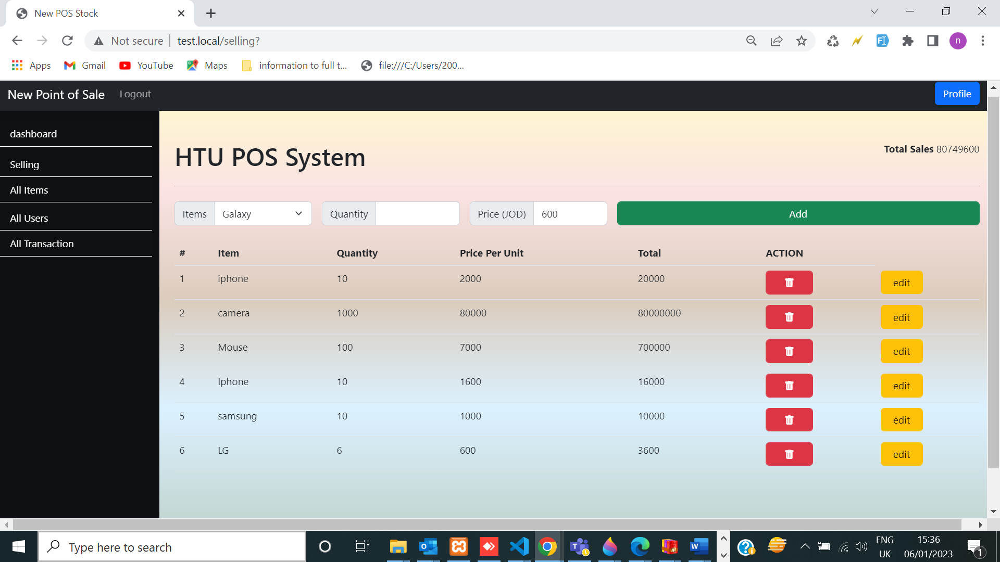 New POS Stock
Not secure test.local/selling?
Apps Gmail YouTube Maps information to full t... file:///C:/Users/200...
n
New Point of Sale Logout Profile
dashboard
Selling
All Items
All Users
All Transaction
HTU POS System
Total Sales 80749600
Items Galaxy Quantity Price (JOD) 600 Add
# Item Quantity Price Per Unit Total ACTION
1 iphone 10 2000 20000 edit
2 camera 1000 80000 80000000 edit
3 Mouse 100 7000 700000 edit
4 Iphone 10 1600 16000 edit
5 samsung 10 1000 10000 edit
6 LG 6 600 3600 edit
Type here to search
ENG
UK
15:36
06/01/2023
1